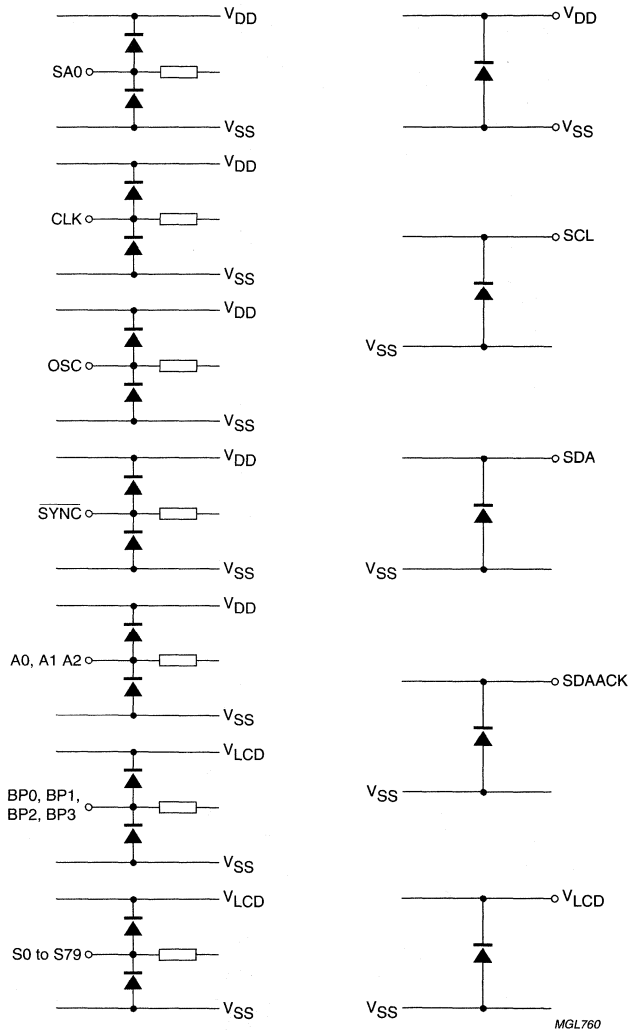 VDD
SA0
VSS
VDD
CLK
VSS
VDD
OSC
VSS
VDD
SYNC
VSS
VDD
A0, A1 A2
VSS
VLCD
BP0, BP1,
BP2, BP3
VSS
VLCD
S0 to S79
VSS
VDD
VSS
SCL
VSS
SDA
VSS
SDAACK
VSS
VLCD
VSS
MGL760